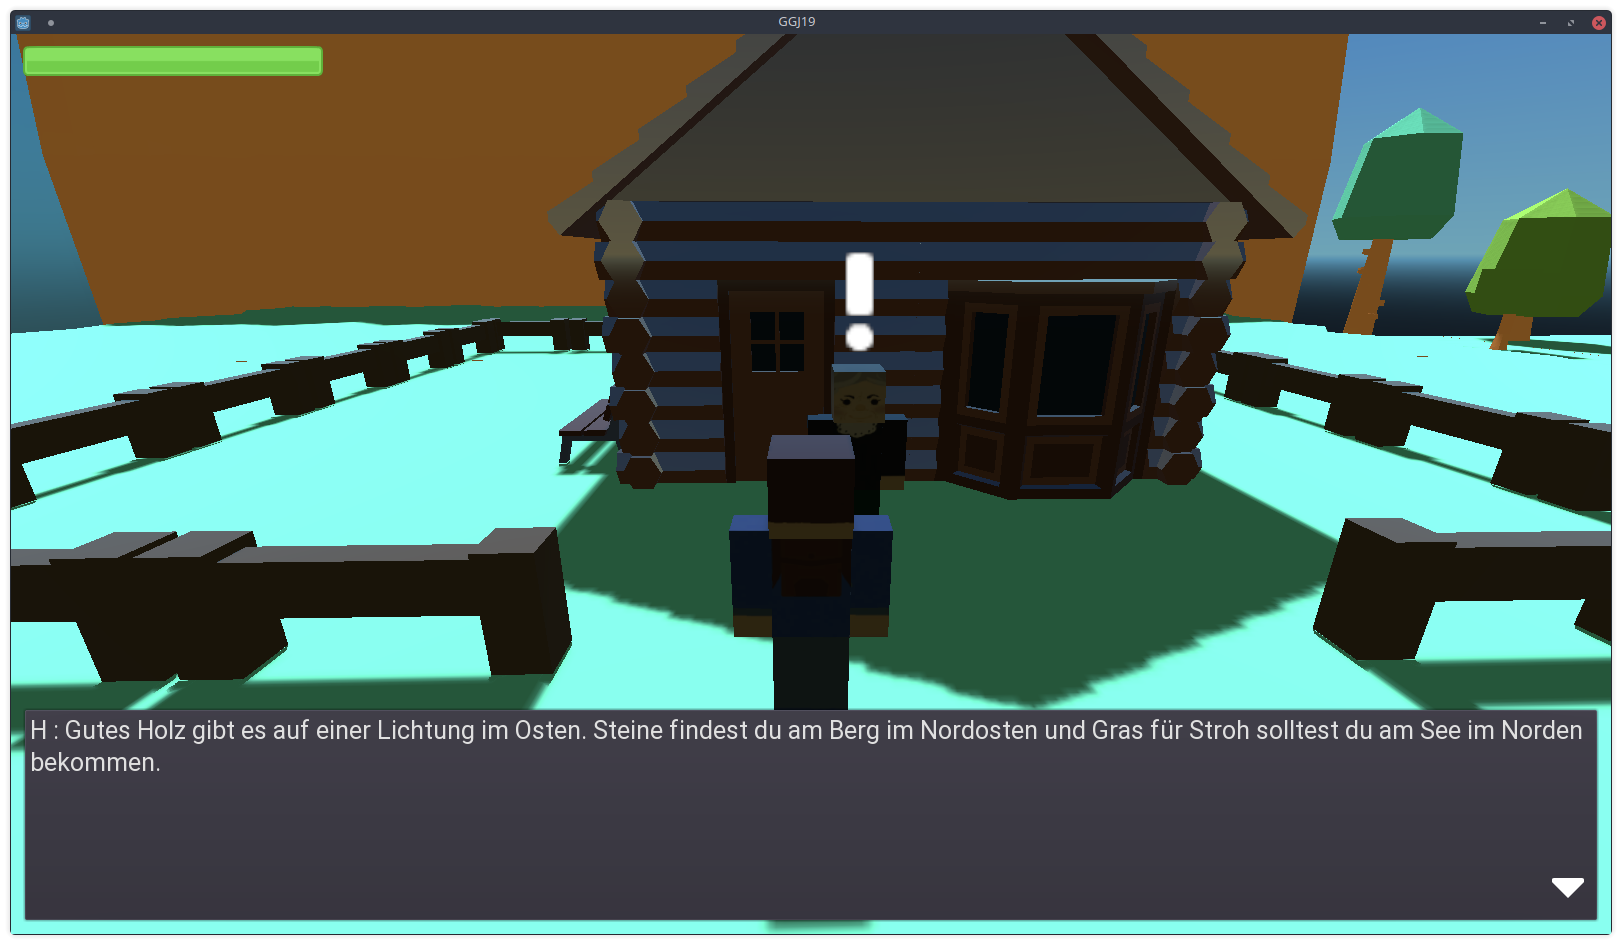 GGJ19
H : Gutes Holz gibt es auf einer Lichtung im Osten. Steine findest du am Berg im Nordosten und Gras für Stroh solltest du am See im Norden
bekommen.